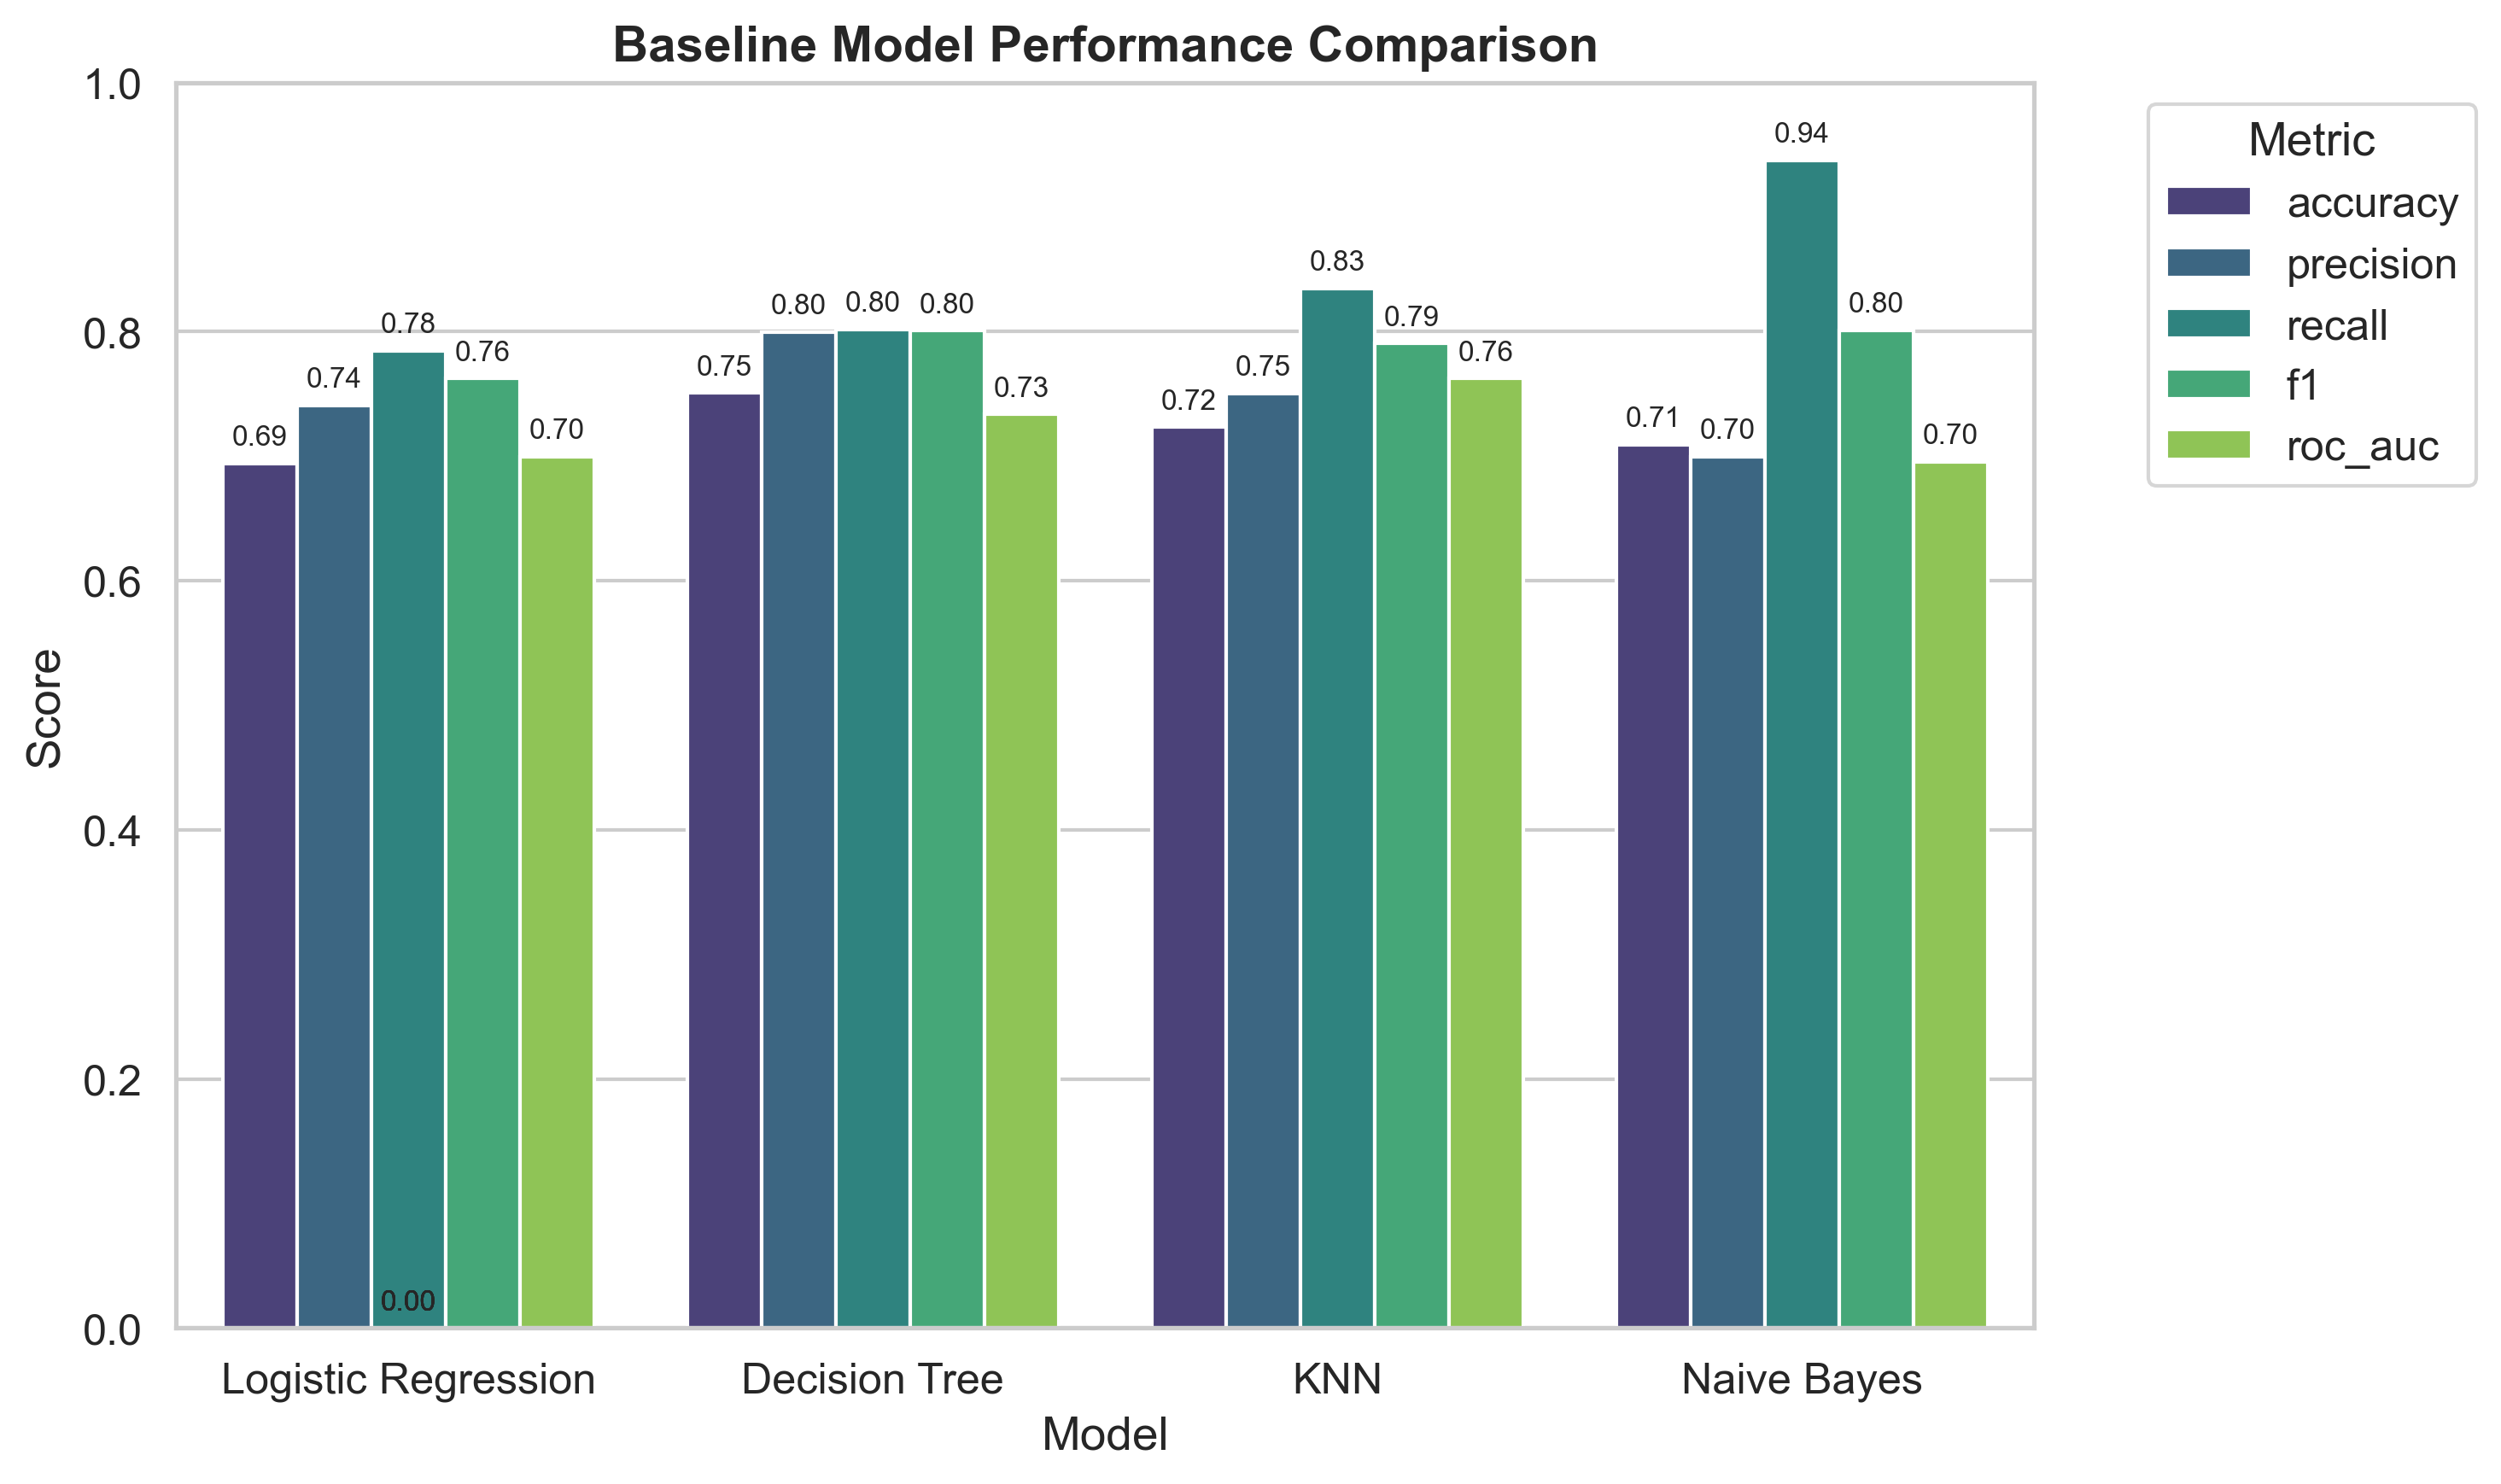 Baseline Model Performance Comparison
1.0
0.8
0.6
0.4
0.2
0.0
Score
0.69
0.74
0.78
0.76
0.70
0.00
0.75
0.80
0.80
0.80
0.73
0.72
0.75
0.83
0.79
0.76
0.71
0.70
0.94
0.80
0.70
Logistic Regression
Decision Tree
KNN
Naive Bayes
Model
Metric
accuracy
precision
recall
f1
roc_auc